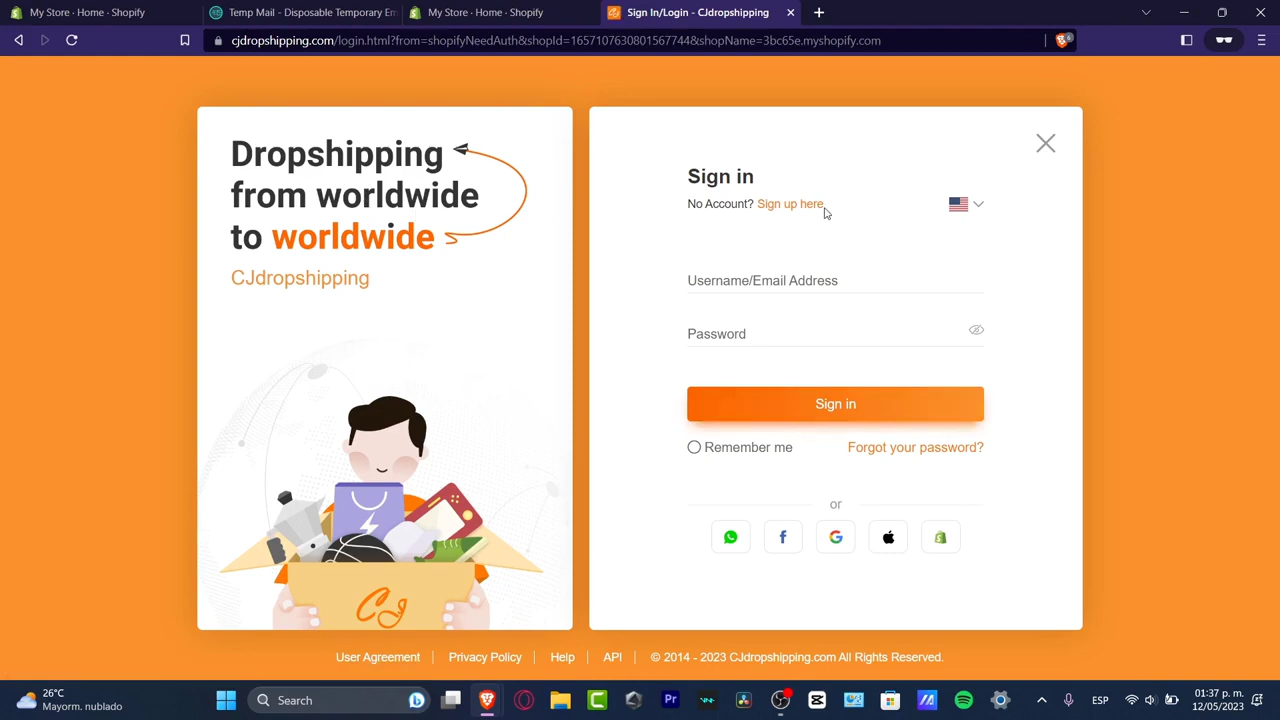 My Store · Home · Shopify
Temp Mail - Disposable Temporary Em
My Store · Home · Shopify
Sign In/Login - CJdropshipping
cjdropshipping.com/login.html?from=shopifyNeedAuth&shopId=1657107630801567744&shopName=3bc65e.myshopify.com
6
Dropshipping
from worldwide
to worldwide
CJdropshipping
CJ
Sign in
No Account? Sign up here
Username/Email Address
Password
Sign in
Remember me
Forgot your password?
or
User Agreement
Privacy Policy
Help
API
© 2014 - 2023 CJdropshipping.com All Rights Reserved.
26°C
Mayorm. nublado
Search
Pr
ESP
01:37 p. m.
12/05/2023